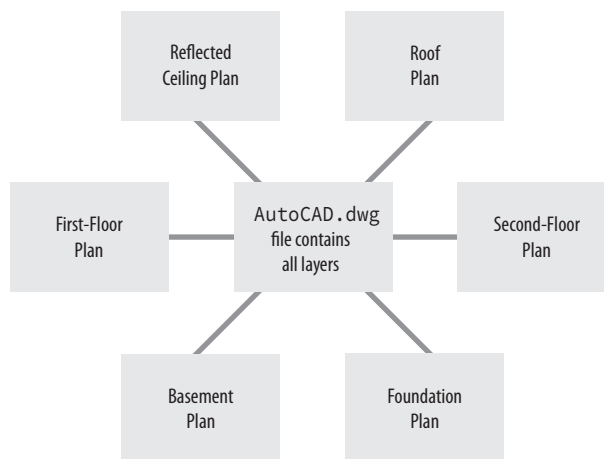 Reflected
Ceiling Plan
Roof
Plan
First-Floor
Plan
AutoCAD.dwg
file contains
all layers
Second-Floor
Plan
Basement
Plan
Foundation
Plan